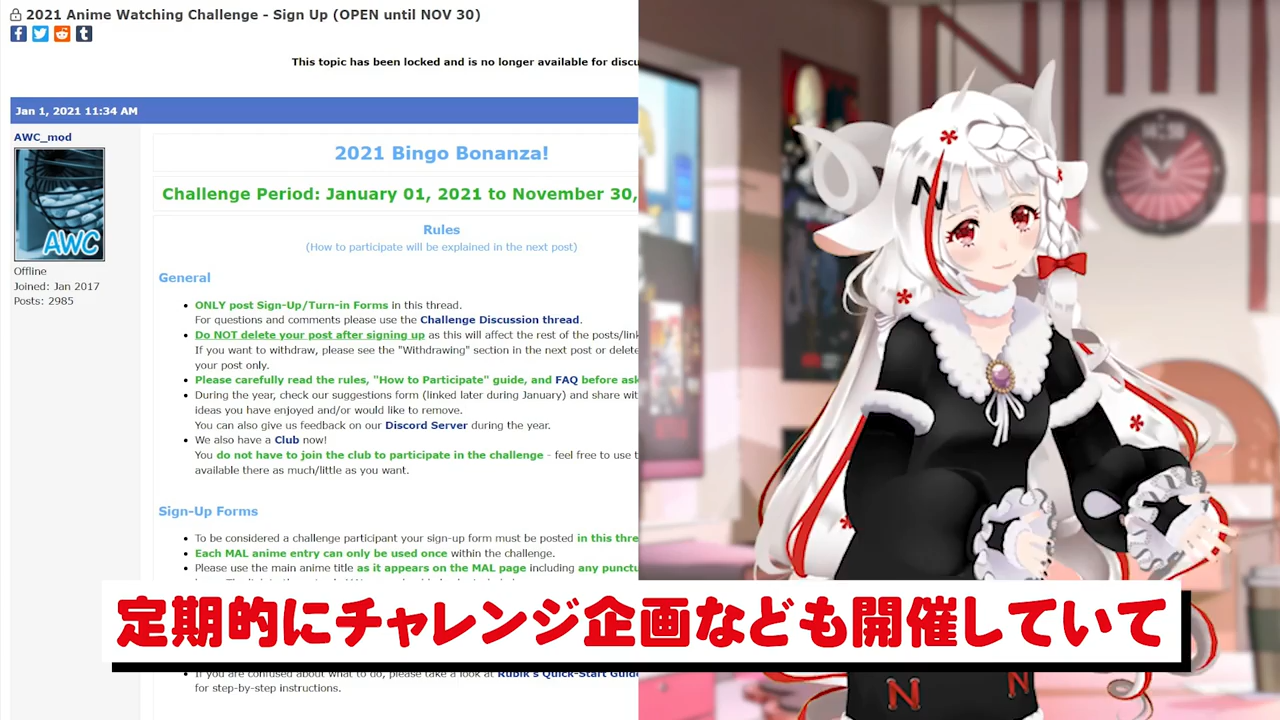 2021 Anime Watching Challenge - Sign Up (OPEN until NOV 30)
This topic has been locked and is no longer available for
Jan 1, 2021 11:34 AM
AWC_mod
AWC
Offline
Joined: Jan 2017
Posts: 2985
2021 Bingo Bonanza!
Challenge Period: January 01, 2021 to November 30,
Rules
(How to participate will be explained in the next post)
General
ONLY post Sign-Up/Turn-in Forms in this thread.
For questions and comments please use the Challenge Discussion thread.
Do NOT delete your post after signing up as this will affect the rest of the
If you want to withdraw, please see the "Withdrawing" section in the next post or delete
your post only.
Please carefully read the rules, "How to Participate" guide, and FAQ before
During the year, check our suggestions form (linked later during January) and share
ideas you have enjoyed and/or would like to remove.
You can also give us feedback on our Discord Server during the year.
We also have a Club now!
You do not have to join the club to participate in the challenge - feel free to use
available there as much/little as you want.
Sign-Up Forms
To be considered a challenge participant your sign-up form must be posted in this
Each MAL anime entry can only be used once within the challenge.
Please use the main anime title as it appears on the MAL page including any
定期的にチャレンジ企画なども開催していて
If you are confused about what to do, please take a look at Rubik's Quick-Start Guide
for step-by-step instructions.
N
N
N